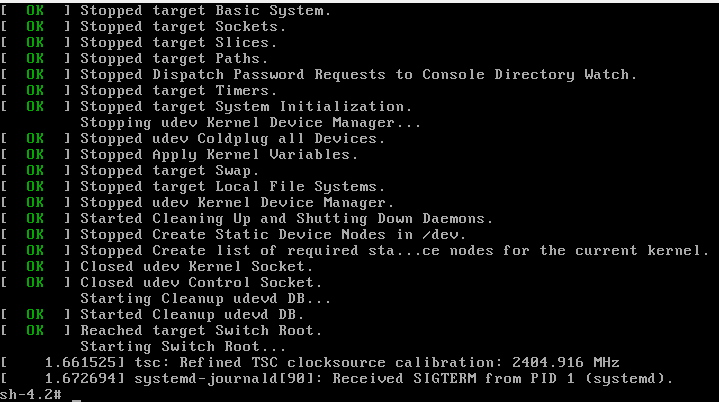 [  OK  ] Stopped target Basic System.
[  OK  ] Stopped target Sockets.
[  OK  ] Stopped target Slices.
[  OK  ] Stopped target Paths.
[  OK  ] Stopped Dispatch Password Requests to Console Directory Watch.
[  OK  ] Stopped target Timers.
[  OK  ] Stopped target System Initialization.
         Stopping udev Kernel Device Manager...
[  OK  ] Stopped udev Coldplug all Devices.
[  OK  ] Stopped Apply Kernel Variables.
[  OK  ] Stopped target Swap.
[  OK  ] Stopped target Local File Systems.
[  OK  ] Stopped udev Kernel Device Manager.
[  OK  ] Started Cleaning Up and Shutting Down Daemons.
[  OK  ] Stopped Create Static Device Nodes in /dev.
[  OK  ] Stopped Create list of required sta...ce nodes for the current kernel.
[  OK  ] Closed udev Kernel Socket.
[  OK  ] Closed udev Control Socket.
         Starting Cleanup udevd DB...
[  OK  ] Started Cleanup udevd DB.
[  OK  ] Reached target Switch Root.
         Starting Switch Root...
[    1.661525] tsc: Refined TSC clocksource calibration: 2404.916 MHz
[    1.672694] systemd-journald[90]: Received SIGTERM from PID 1 (systemd).
sh-4.2# _